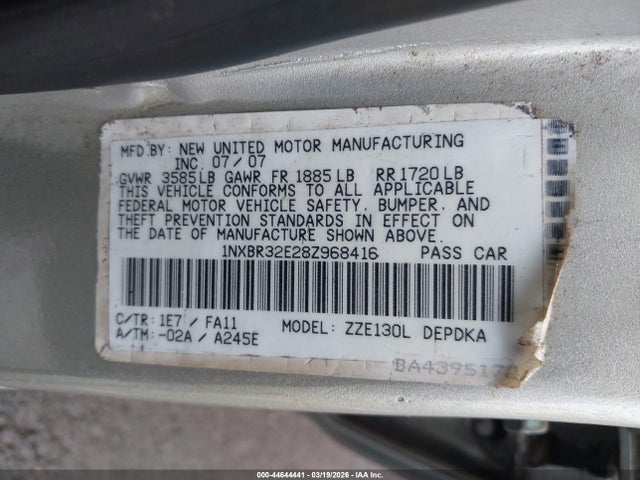 MFD BY: NEW UNITED MOTOR MANUFACTURING
INC. 07/07
GVWR 3585LB GAWR FR 1885LB RR 1720LB
THIS VEHICLE CONFORMS TO ALL APPLICABLE
FEDERAL MOTOR VEHICLE SAFETY, BUMPER, AND
THEFT PREVENTION STANDARDS IN EFFECT ON
THE DATE OF MANUFACTURE SHOWN ABOVE.
1NXBR32E28Z968416 PASS CAR
C/TR: 1E7 / FA11 MODEL: ZZE130L DEPDKA
A/TM: -02A / A245E
BA439517
000-44644441 | 03/19/2026 | IAA Inc.